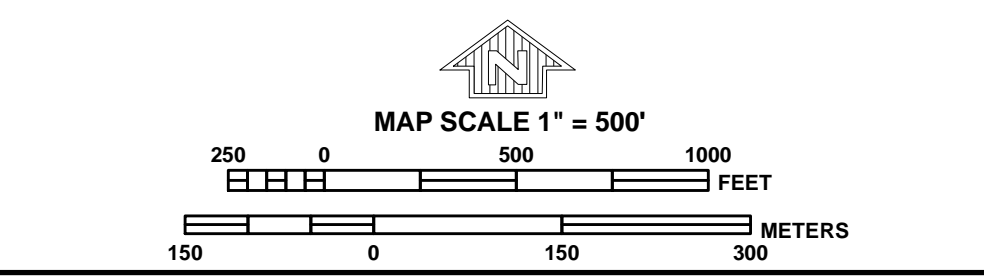 N
MAP SCALE 1" = 500'
250 0 500 1000
FEET
METERS
150 0 150 300